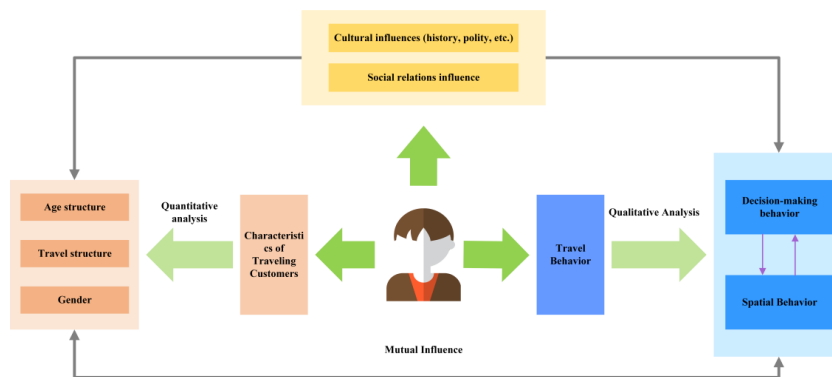 Cultural influences (history, polity, etc.)
Social relations influence
Age structure
Travel structure
Gender
Quantitative
analysis
Characteristi
cs of
Traveling
Customers
Travel
Behavior
Qualitative Analysis
Decision-making
behavior
Spatial Behavior
Mutual Influence